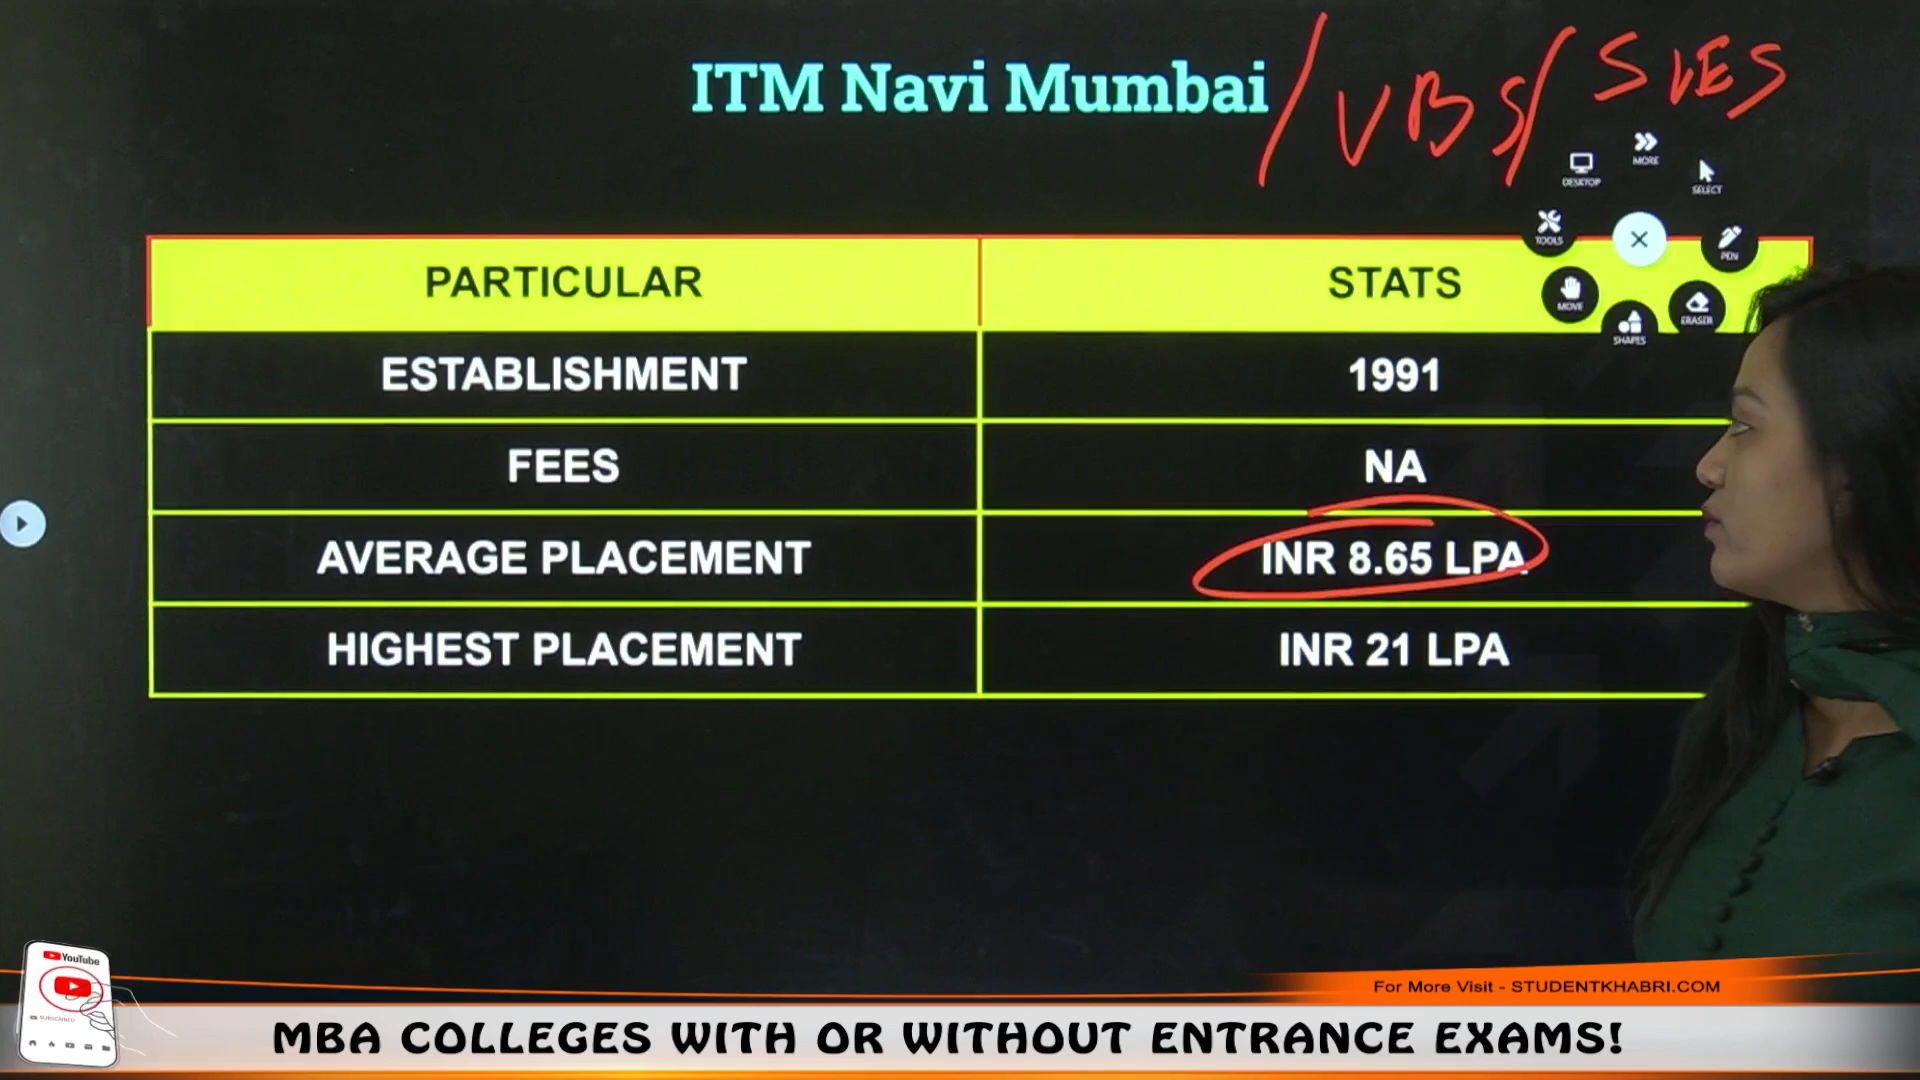 ITM Navi Mumbai / VBS / SIES
DESKTOP
MORE
SELECT
TOOLS
PEN
MOVE
SHAPES
ERASER
PARTICULAR STATS
ESTABLISHMENT 1991
FEES NA
AVERAGE PLACEMENT INR 8.65 LPA
HIGHEST PLACEMENT INR 21 LPA
YouTube
SUBSCRIBED
For More Visit - STUDENTKHABRI.COM
MBA COLLEGES WITH OR WITHOUT ENTRANCE EXAMS!